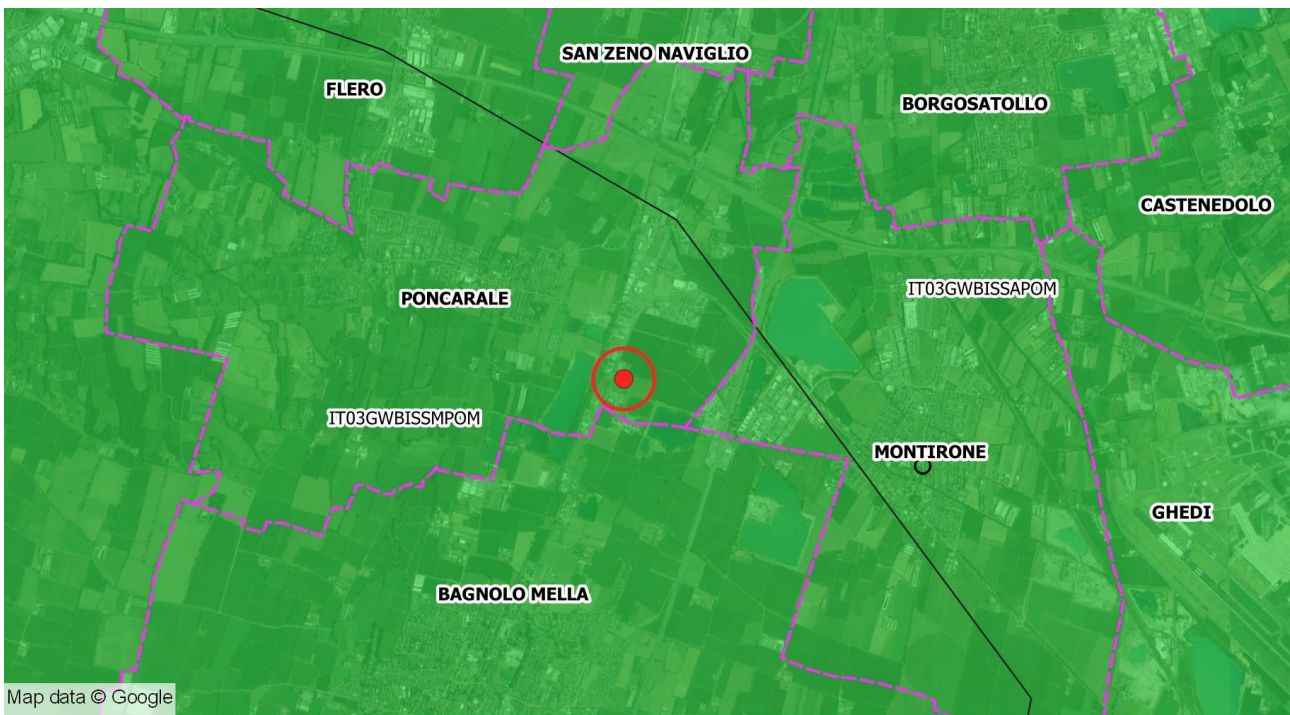 SAN ZENO NAVIGLIO
FLERO
BORGOSATOLLO
CASTENEDOLO
IT03GWBISSAPOM
PONCARALE
IT03GWBISSMPOM
MONTIRONE
GHEDI
BAGNOLO MELLA
Map data © Google